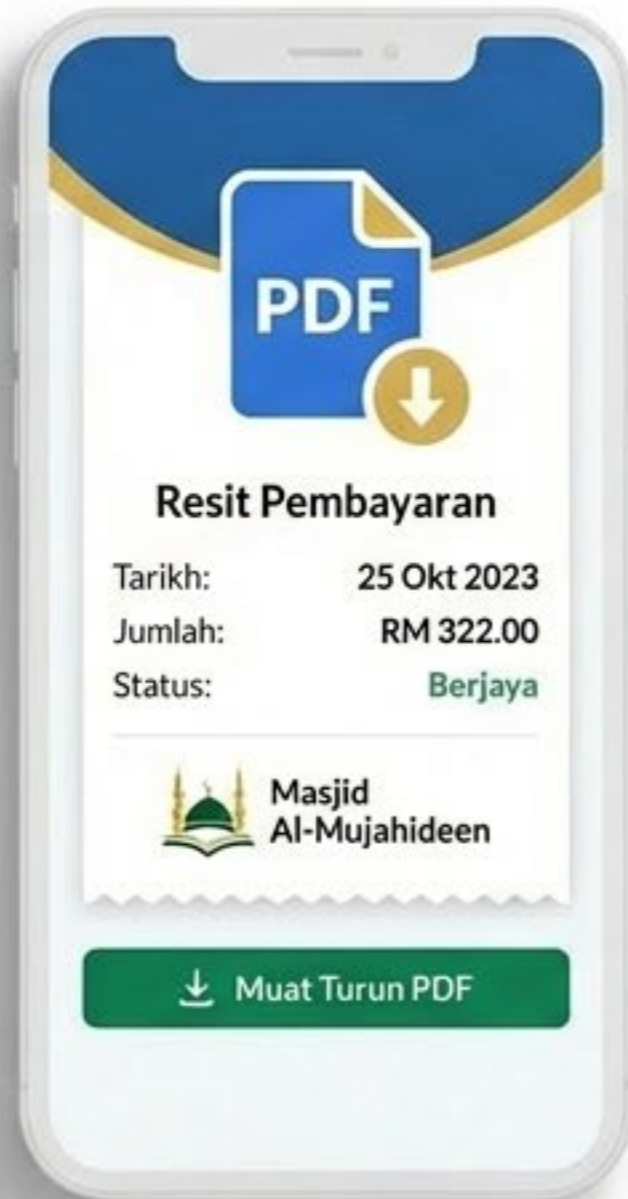 PDF
Resit Pembayaran
Tarikh: 25 Okt 2023
Jumlah: RM 322.00
Status: Berjaya
Masjid
Al-Mujahideen
Muat Turun PDF